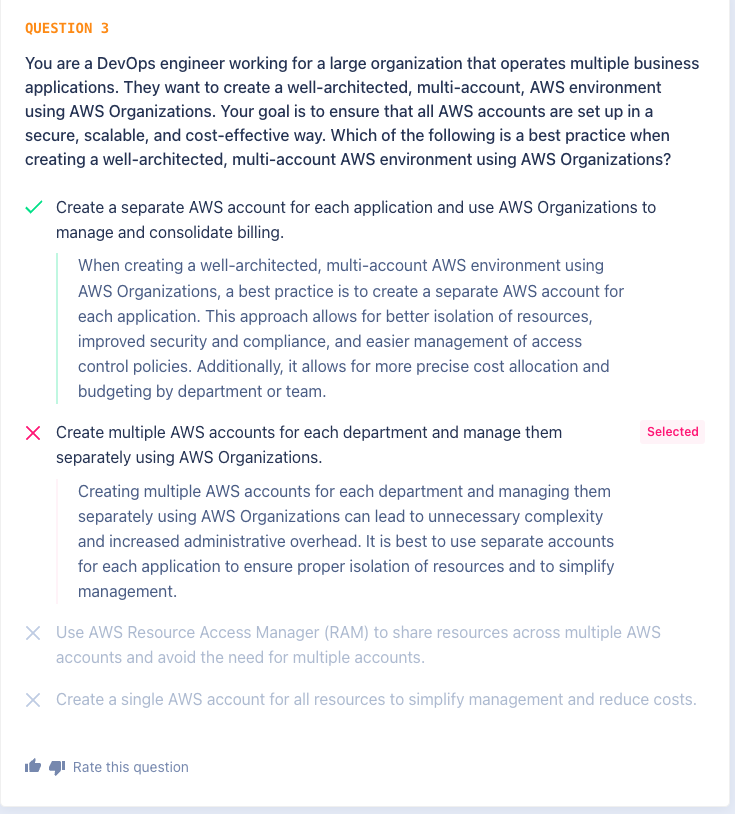 QUESTION 3
You are a DevOps engineer working for a large organization that operates multiple business
applications. They want to create a well-architected, multi-account, AWS environment
using AWS Organizations. Your goal is to ensure that all AWS accounts are set up in a
secure, scalable, and cost-effective way. Which of the following is a best practice when
creating a well-architected, multi-account AWS environment using AWS Organizations?
Create a separate AWS account for each application and use AWS Organizations to
manage and consolidate billing.
When creating a well-architected, multi-account AWS environment using
AWS Organizations, a best practice is to create a separate AWS account for
each application. This approach allows for better isolation of resources,
improved security and compliance, and easier management of access
control policies. Additionally, it allows for more precise cost allocation and
budgeting by department or team.
Create multiple AWS accounts for each department and manage them
separately using AWS Organizations.
Selected
Creating multiple AWS accounts for each department and managing them
separately using AWS Organizations can lead to unnecessary complexity
and increased administrative overhead. It is best to use separate accounts
for each application to ensure proper isolation of resources and to simplify
management.
Use AWS Resource Access Manager (RAM) to share resources across multiple AWS
accounts and avoid the need for multiple accounts.
Create a single AWS account for all resources to simplify management and reduce costs.
Rate this question